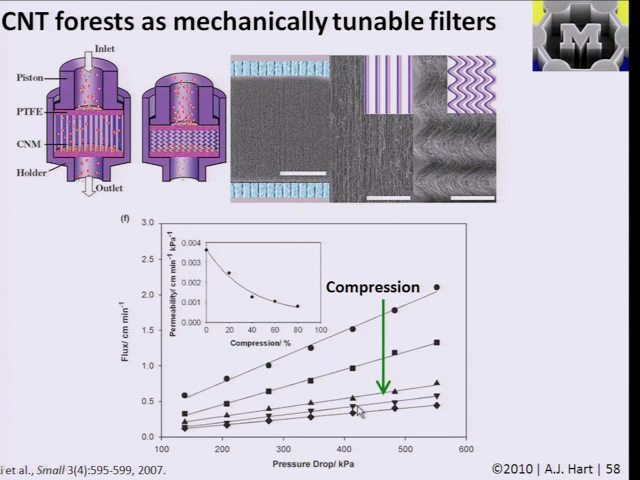 CNT forests as mechanically tunable filters
M
Inlet
Piston
PTFE
CNM
Holder
Outlet
(f)
Flux/ cm min-1
3.0
2.5
2.0
1.5
1.0
0.5
0.0
100 200 300 400 500 600
Pressure Drop/ kPa
Permeability/ cm min-1 kPa-1
0.004
0.003
0.002
0.001
0.000
0 20 40 60 80 100
Compression/ %
Compression
i et al., Small 3(4):595-599, 2007.
©2010 | A.J. Hart | 58